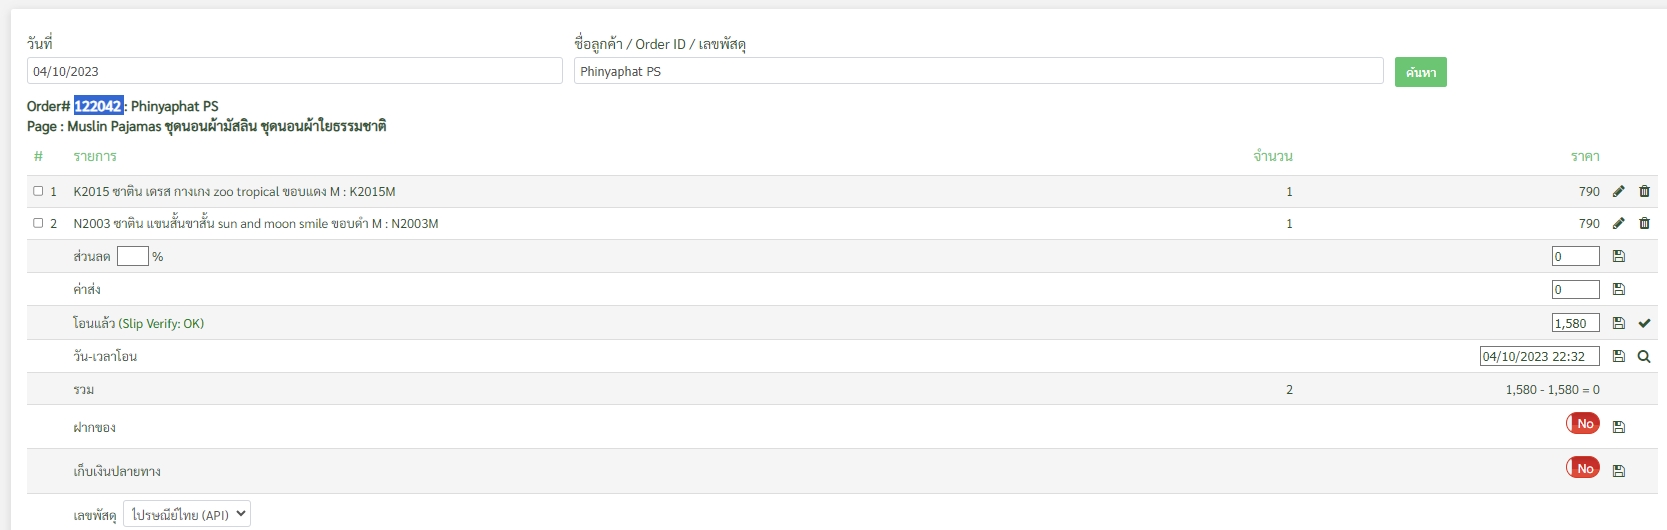 วันที่ ชื่อลูกค้า / Order ID / เลขพัสดุ
04/10/2023 Phinyaphat PS ค้นหา
Order# 122042 : Phinyaphat PS
Page : Muslin Pajamas ชุดนอนผ้ามัสลิน ชุดนอนผ้าใยธรรมชาติ
# รายการ จำนวน ราคา
1 K2015 ซาติน เดรส กางเกง zoo tropical ขอบแดง M : K2015M 1 790
2 N2003 ซาติน แขนสั้นขาสั้น sun and moon smile ขอบดำ M : N2003M 1 790
ส่วนลด % 0
ค่าส่ง 0
โอนแล้ว (Slip Verify: OK) 1,580
วัน-เวลาโอน 04/10/2023 22:32
รวม 2 1,580 - 1,580 = 0
ฝากของ No
เก็บเงินปลายทาง No
เลขพัสดุ ไปรษณีย์ไทย (API)